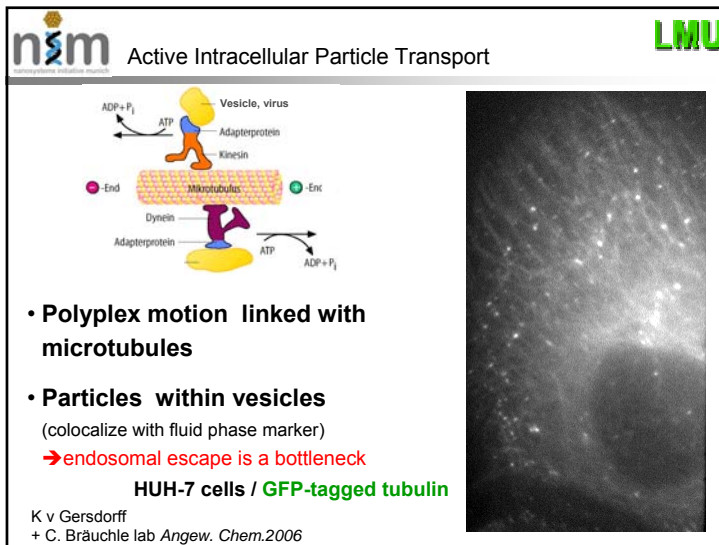 nim
nanosystems initiative munich
Active Intracellular Particle Transport
LMU
ADP+Pi
ATP
Vesicle, virus
Adapterprotein
Kinesin
-End
Mikrotubulus
-Enc
Dynein
Adapterprotein
ATP
ADP+Pi
• Polyplex motion linked with
microtubules
• Particles within vesicles
(colocalize with fluid phase marker)
➔endosomal escape is a bottleneck
HUH-7 cells / GFP-tagged tubulin
K v Gersdorff
+ C. Bräuchle lab Angew. Chem.2006